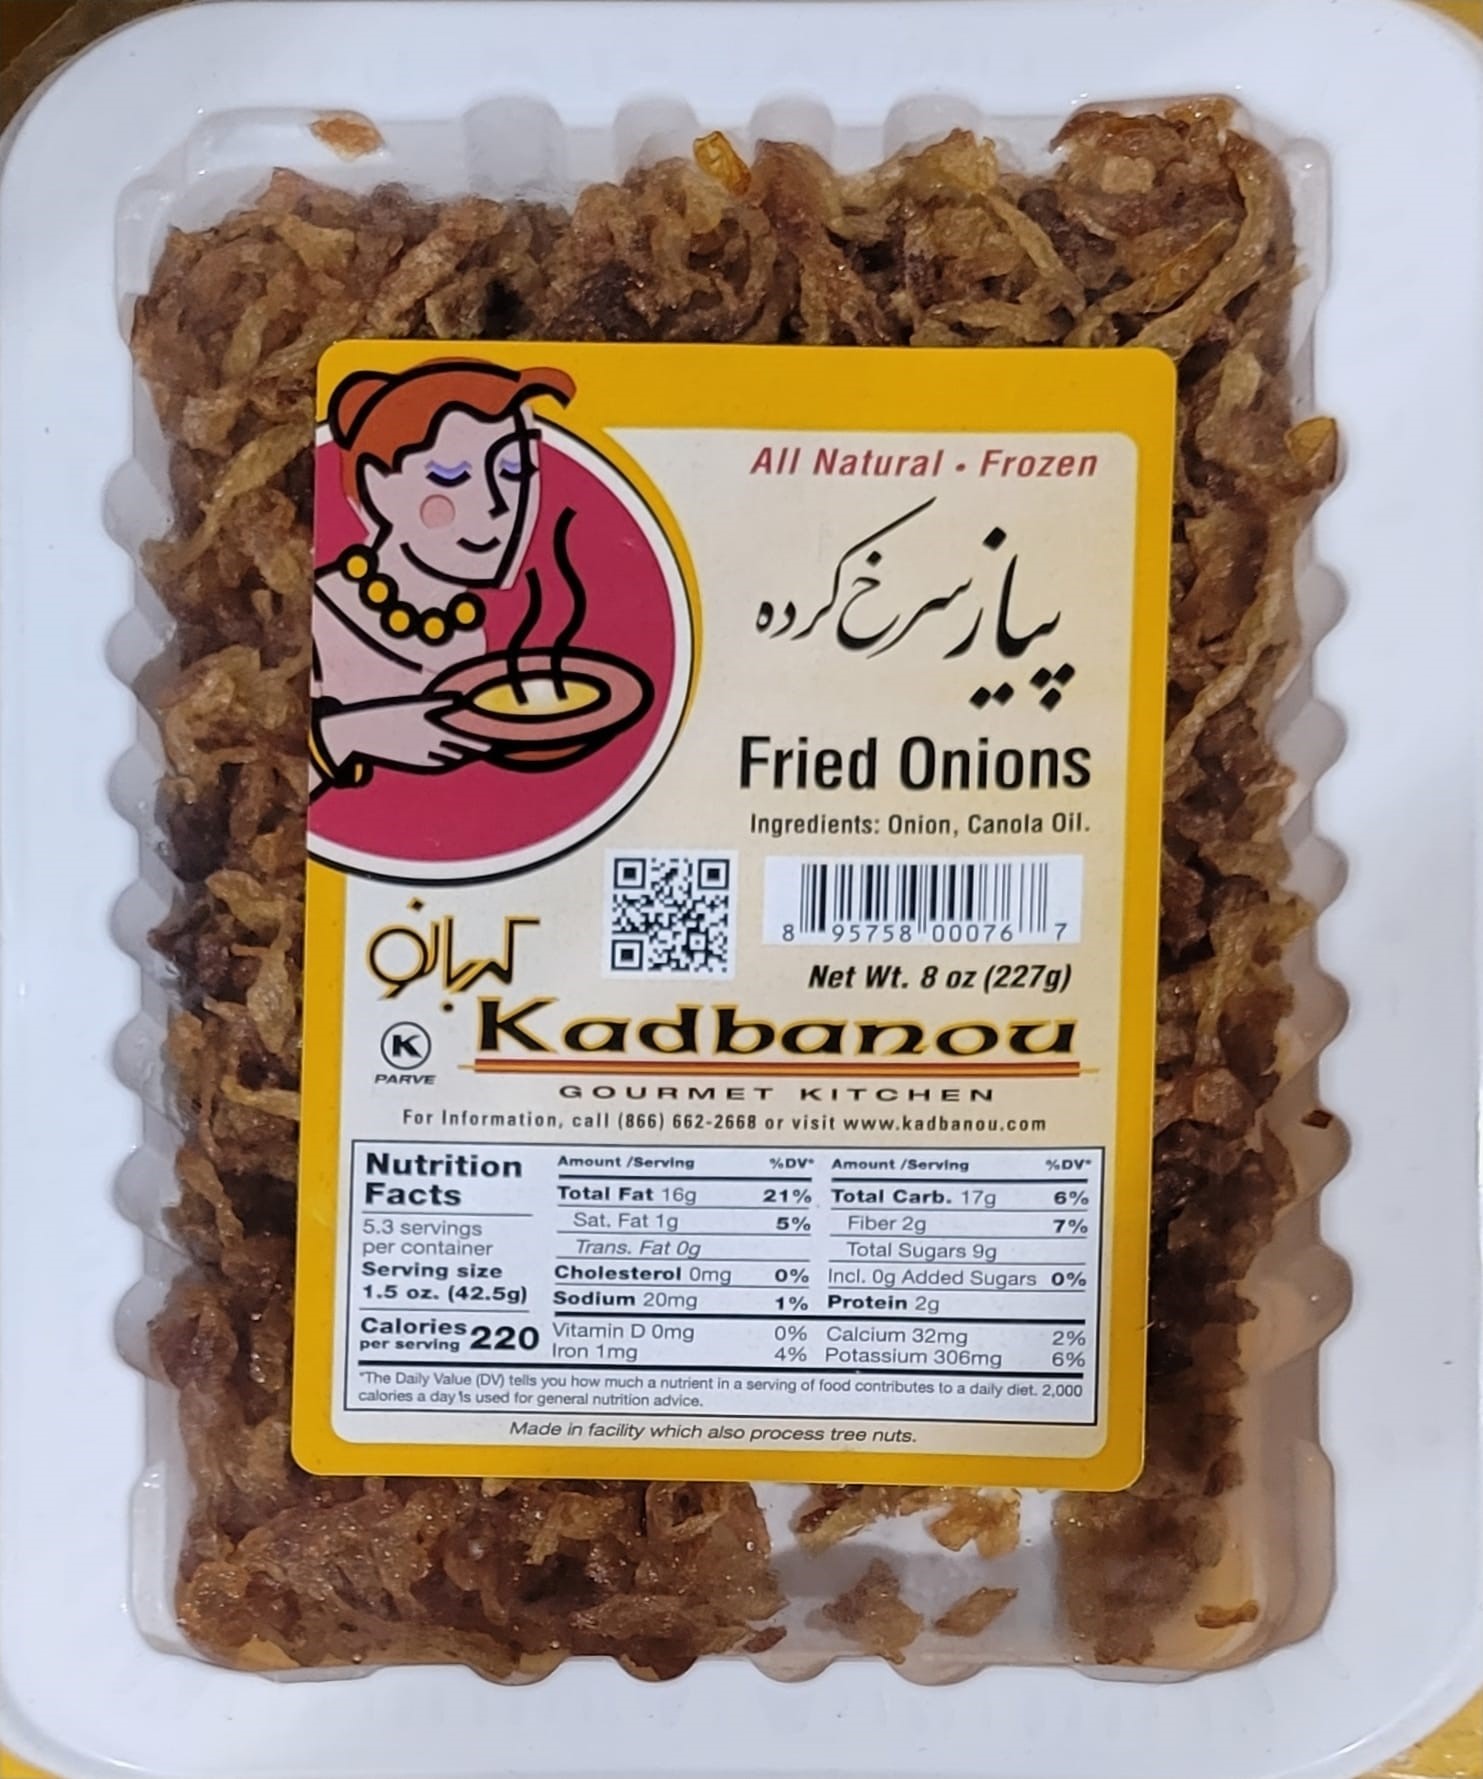 All Natural • Frozen
پیاز سرخ کرده
Fried Onions
Ingredients: Onion, Canola Oil.
8 95758 00076 7
Net Wt. 8 oz (227g)
کدبانو
Kadbanou
K
PARVE
GOURMET KITCHEN
For Information, call (866) 662-2668 or visit www.kadbanou.com
Nutrition
Facts
5.3 servings
per container
Serving size
1.5 oz. (42.5g)
Calories
per serving 220
Amount /Serving %DV*
Total Fat 16g 21%
Sat. Fat 1g 5%
Trans. Fat 0g
Cholesterol 0mg 0%
Sodium 20mg 1%
Vitamin D 0mg 0%
Iron 1mg 4%
Amount /Serving %DV*
Total Carb. 17g 6%
Fiber 2g 7%
Total Sugars 9g
Incl. 0g Added Sugars 0%
Protein 2g
Calcium 32mg 2%
Potassium 306mg 6%
*The Daily Value (DV) tells you how much a nutrient in a serving of food contributes to a daily diet. 2,000
calories a day is used for general nutrition advice.
Made in facility which also process tree nuts.